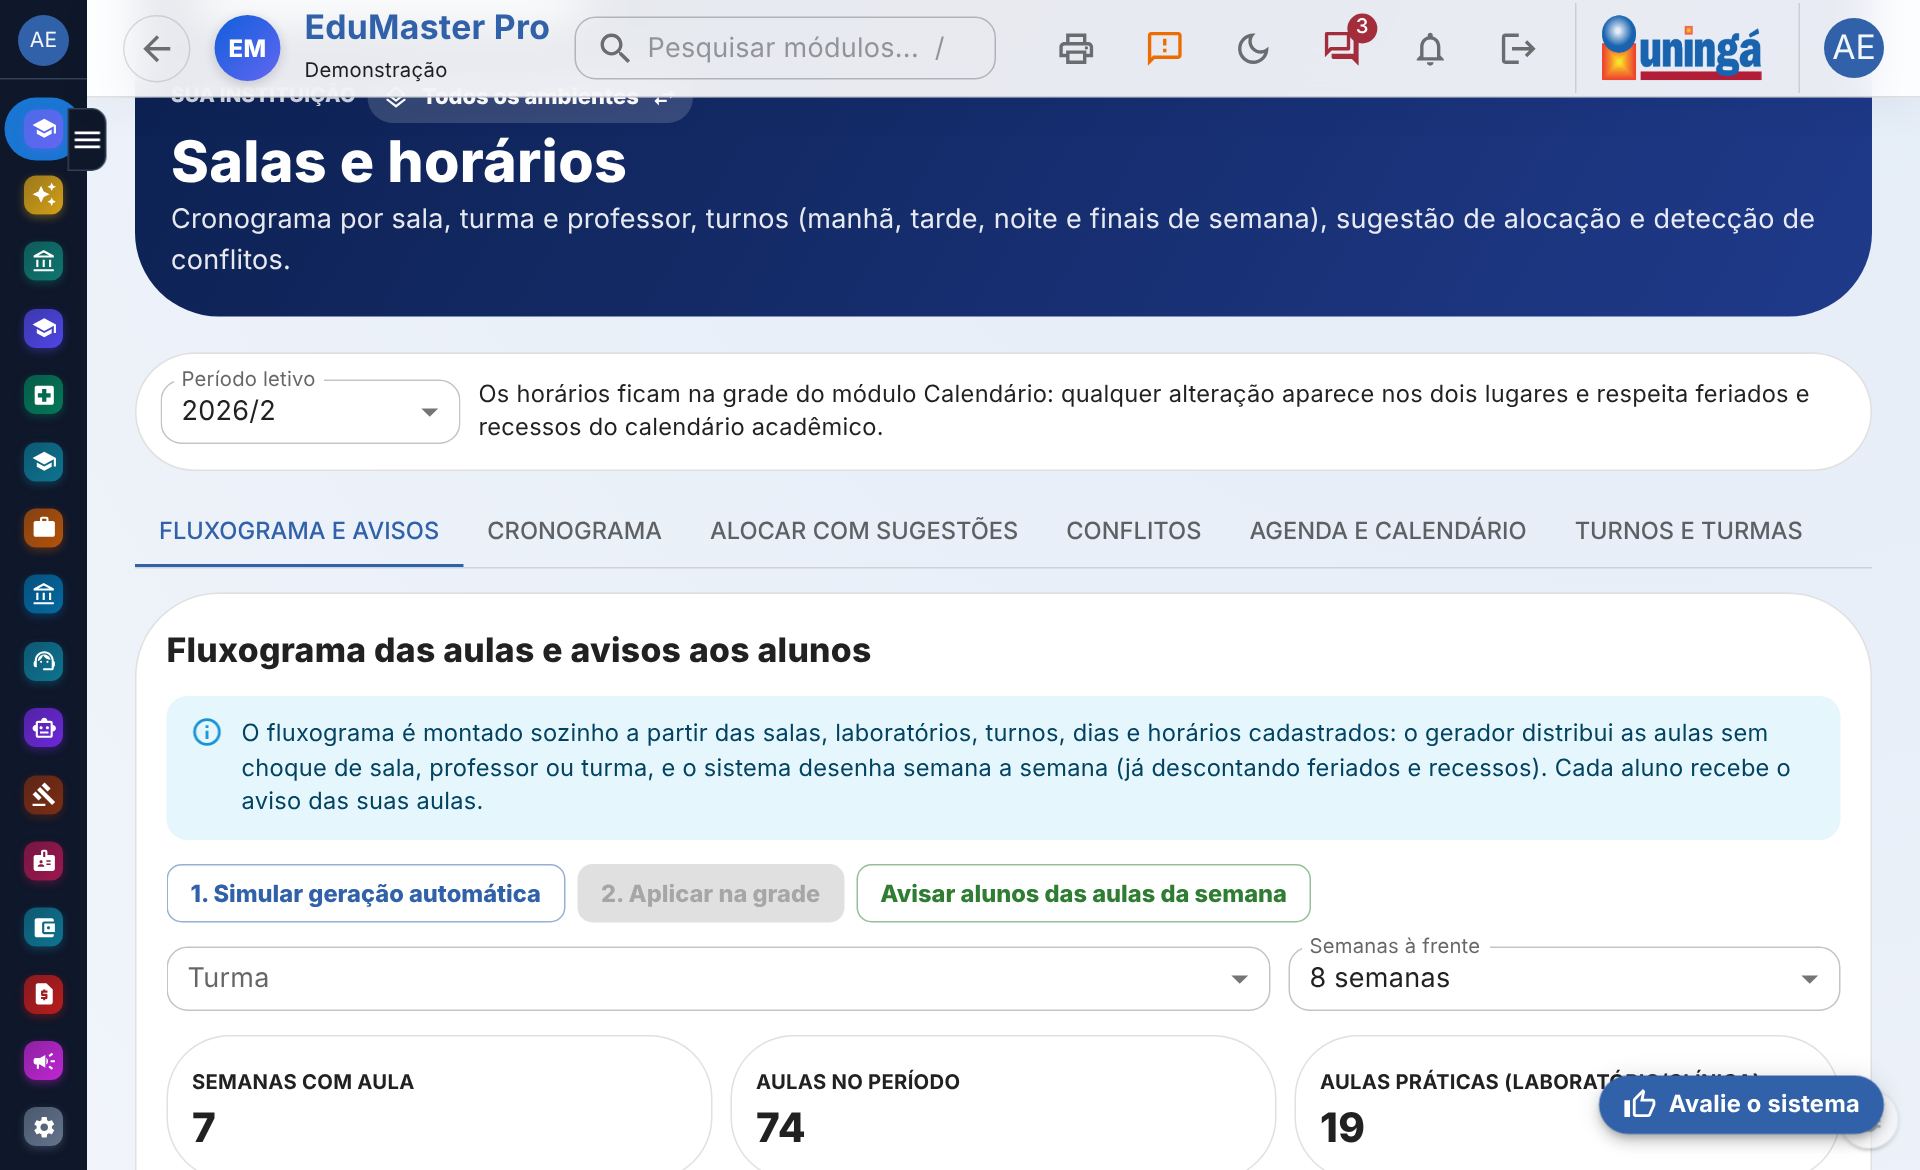 AE
EM
EduMaster Pro
Demonstração
Pesquisar módulos... /
3
uningá
AE
SUA INSTITUIÇÃO
Todos os ambientes
Salas e horários
Cronograma por sala, turma e professor, turnos (manhã, tarde, noite e finais de semana), sugestão de alocação e detecção de
conflitos.
Período letivo
2026/2
Os horários ficam na grade do módulo Calendário: qualquer alteração aparece nos dois lugares e respeita feriados e
recessos do calendário acadêmico.
FLUXOGRAMA E AVISOS
CRONOGRAMA
ALOCAR COM SUGESTÕES
CONFLITOS
AGENDA E CALENDÁRIO
TURNOS E TURMAS
Fluxograma das aulas e avisos aos alunos
O fluxograma é montado sozinho a partir das salas, laboratórios, turnos, dias e horários cadastrados: o gerador distribui as aulas sem
choque de sala, professor ou turma, e o sistema desenha semana a semana (já descontando feriados e recessos). Cada aluno recebe o
aviso das suas aulas.
1. Simular geração automática
2. Aplicar na grade
Avisar alunos das aulas da semana
Turma
Semanas à frente
8 semanas
SEMANAS COM AULA
7
AULAS NO PERÍODO
74
AULAS PRÁTICAS (LABORATÓRIO/CLÍNICA)
19
Avalie o sistema